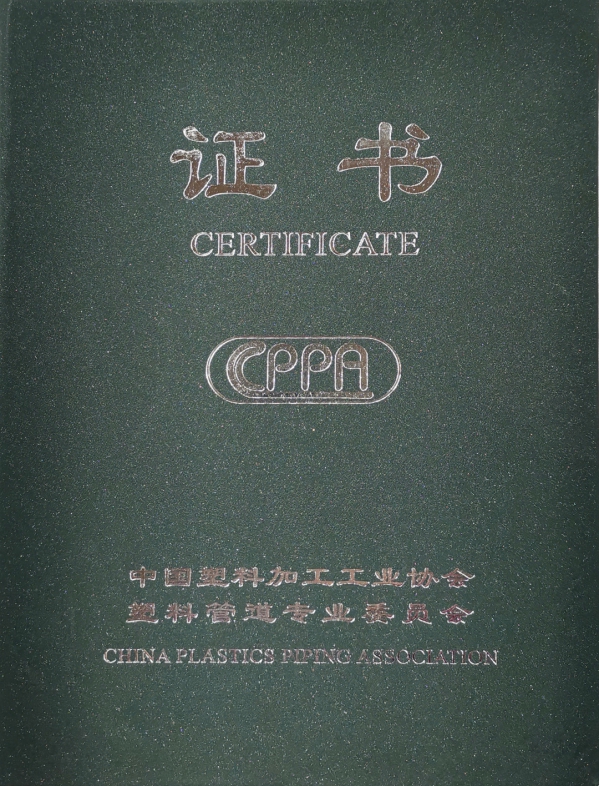 证书
CERTIFICATE
CPPA
中国塑料加工工业协会
塑料管道专业委员会
CHINA PLASTICS PIPING ASSOCIATION